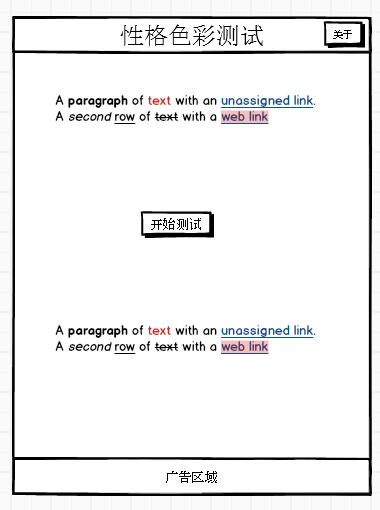 性格色彩测试
关于
A paragraph of text with an unassigned link.
A second row of text with a web link
开始测试
A paragraph of text with an unassigned link.
A second row of text with a web link
广告区域